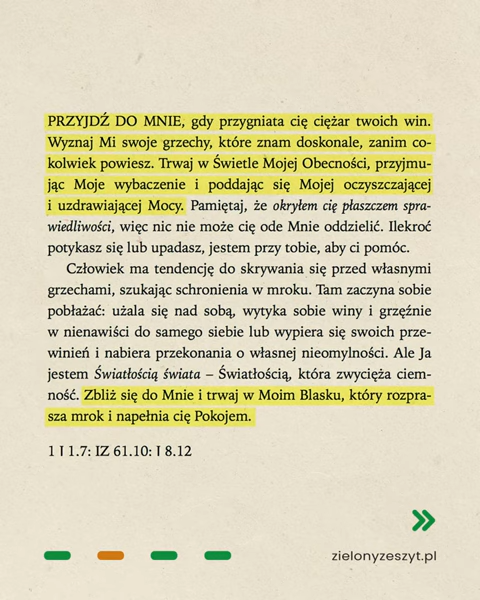 PRZYJDŹ DO MNIE, gdy przygniata cię ciężar twoich win.
Wyznaj Mi swoje grzechy, które znam doskonale, zanim co-
kolwiek powiesz. Trwaj w Świetle Mojej Obecności, przyjmu-
jąc Moje wybaczenie i poddając się Mojej oczyszczającej
i uzdrawiającej Mocy. Pamiętaj, że okryłem cię płaszczem spra-
wiedliwości, więc nic nie może cię ode Mnie oddzielić. Ilekroć
potykasz się lub upadasz, jestem przy tobie, aby ci pomóc.
Człowiek ma tendencję do skrywania się przed własnymi
grzechami, szukając schronienia w mroku. Tam zaczyna sobie
pobłażać: użala się nad sobą, wytyka sobie winy i grzęźnie
w nienawiści do samego siebie lub wypiera się swoich prze-
winień i nabiera przekonania o własnej nieomylności. Ale Ja
jestem Światłością świata – Światłością, która zwycięża ciem-
ność. Zbliż się do Mnie i trwaj w Moim Blasku, który rozpra-
sza mrok i napełnia cię Pokojem.
1 I 1.7: IZ 61.10: I 8.12
zielonyzeszyt.pl